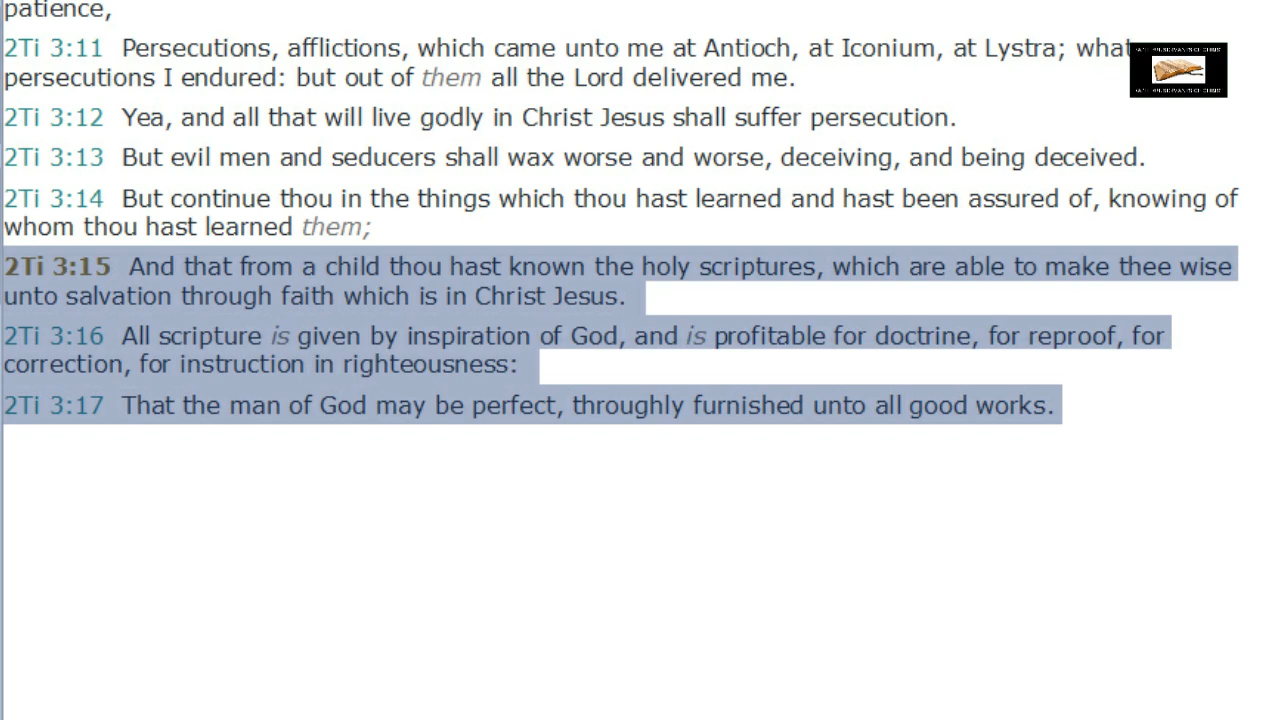 patience,
2Ti 3:11 Persecutions, afflictions, which came unto me at Antioch, at Iconium, at Lystra; what
persecutions I endured: but out of them all the Lord delivered me.
2Ti 3:12 Yea, and all that will live godly in Christ Jesus shall suffer persecution.
2Ti 3:13 But evil men and seducers shall wax worse and worse, deceiving, and being deceived.
2Ti 3:14 But continue thou in the things which thou hast learned and hast been assured of, knowing of
whom thou hast learned them;
2Ti 3:15 And that from a child thou hast known the holy scriptures, which are able to make thee wise
unto salvation through faith which is in Christ Jesus.
2Ti 3:16 All scripture is given by inspiration of God, and is profitable for doctrine, for reproof, for
correction, for instruction in righteousness:
2Ti 3:17 That the man of God may be perfect, throughly furnished unto all good works.